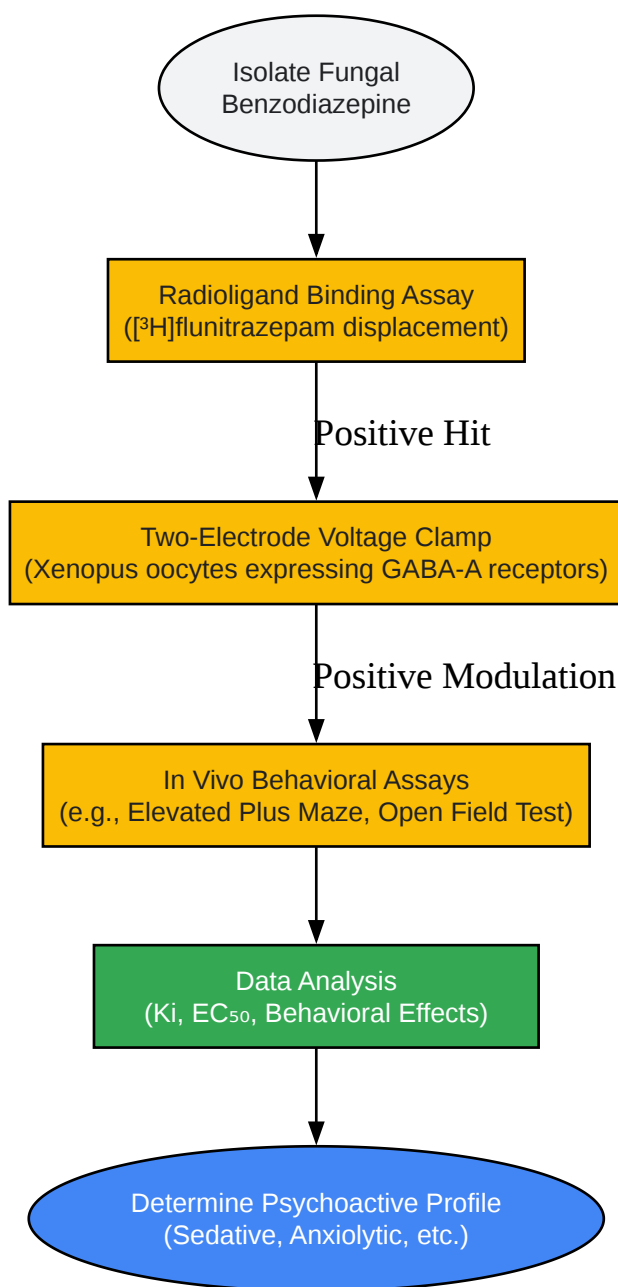 Isolate Fungal
Benzodiazepine
Radioligand Binding Assay
([³H]flunitrazepam displacement)
Positive Hit
Two-Electrode Voltage Clamp
(Xenopus oocytes expressing GABA-A receptors)
Positive Modulation
In Vivo Behavioral Assays
(e.g., Elevated Plus Maze, Open Field Test)
Data Analysis
(Ki, EC₅₀, Behavioral Effects)
Determine Psychoactive Profile
(Sedative, Anxiolytic, etc.)